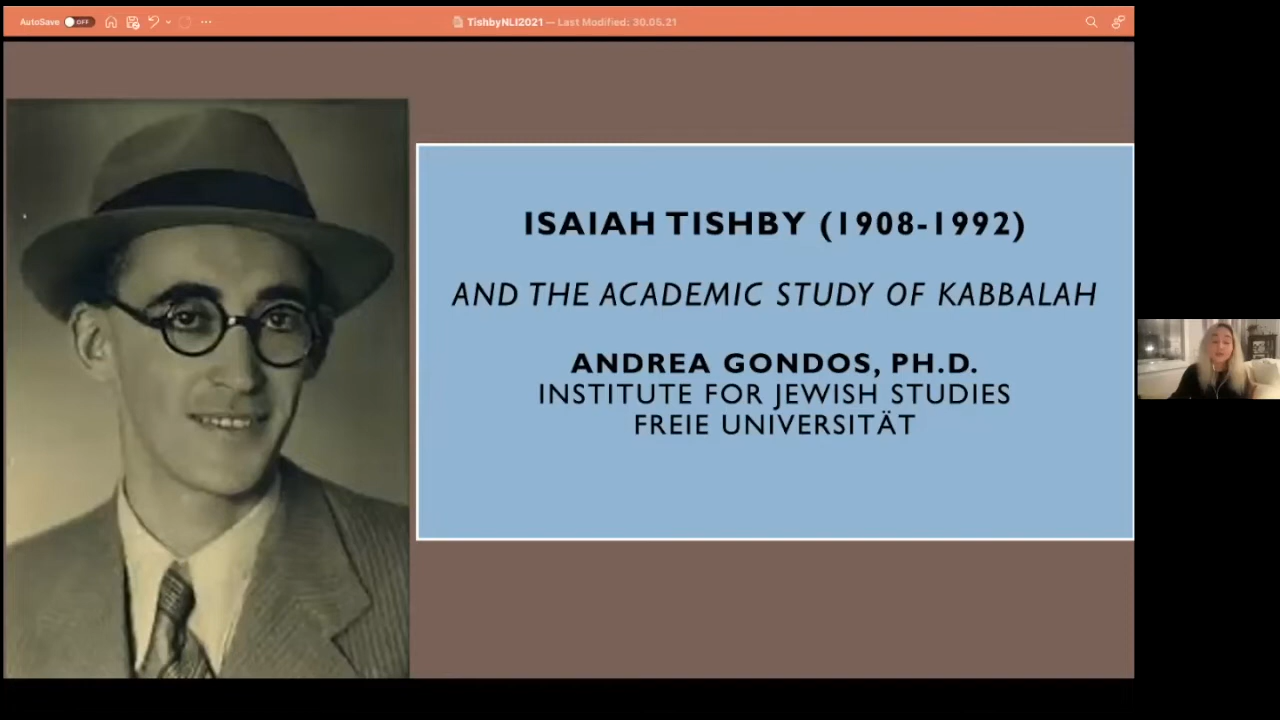 AutoSave OFF
TishbyNLI2021 — Last Modified: 30.05.21
ISAIAH TISHBY (1908-1992)
AND THE ACADEMIC STUDY OF KABBALAH
ANDREA GONDOS, PH.D.
INSTITUTE FOR JEWISH STUDIES
FREIE UNIVERSITÄT